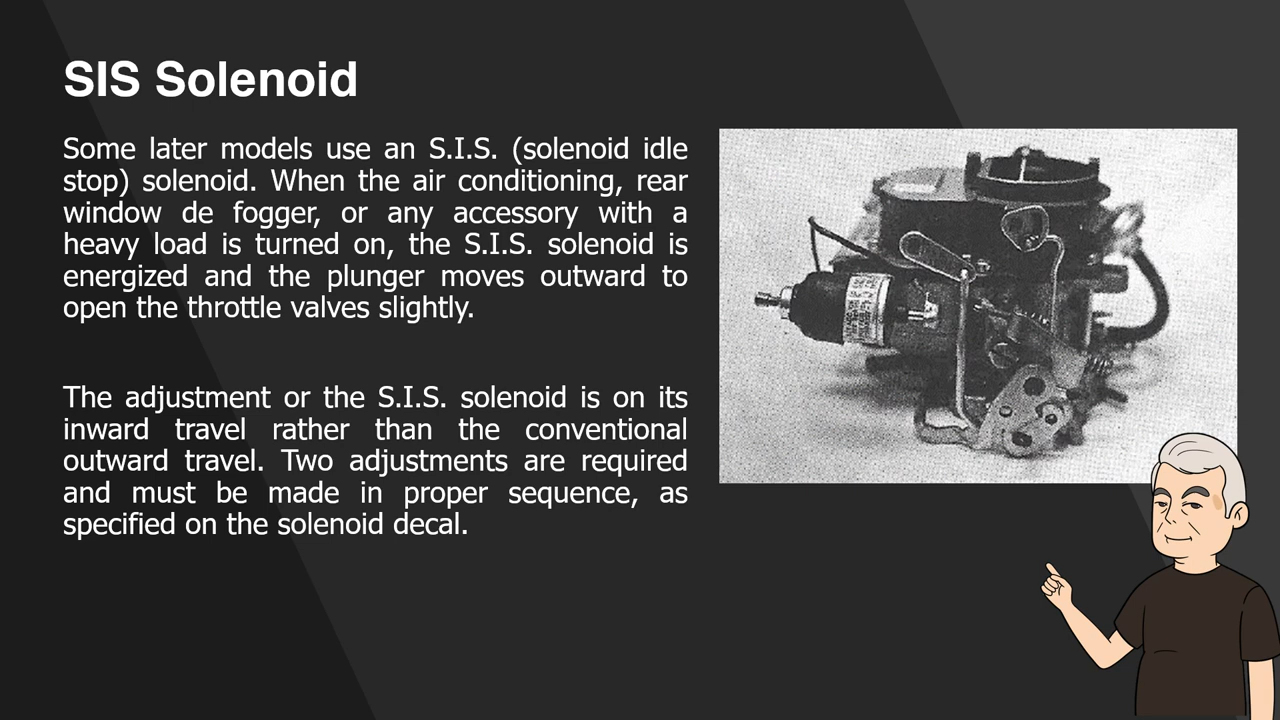 SIS Solenoid
Some later models use an S.I.S. (solenoid idle
stop) solenoid. When the air conditioning, rear
window de fogger, or any accessory with a
heavy load is turned on, the S.I.S. solenoid is
energized and the plunger moves outward to
open the throttle valves slightly.
The adjustment or the S.I.S. solenoid is on its
inward travel rather than the conventional
outward travel. Two adjustments are required
and must be made in proper sequence, as
specified on the solenoid decal.